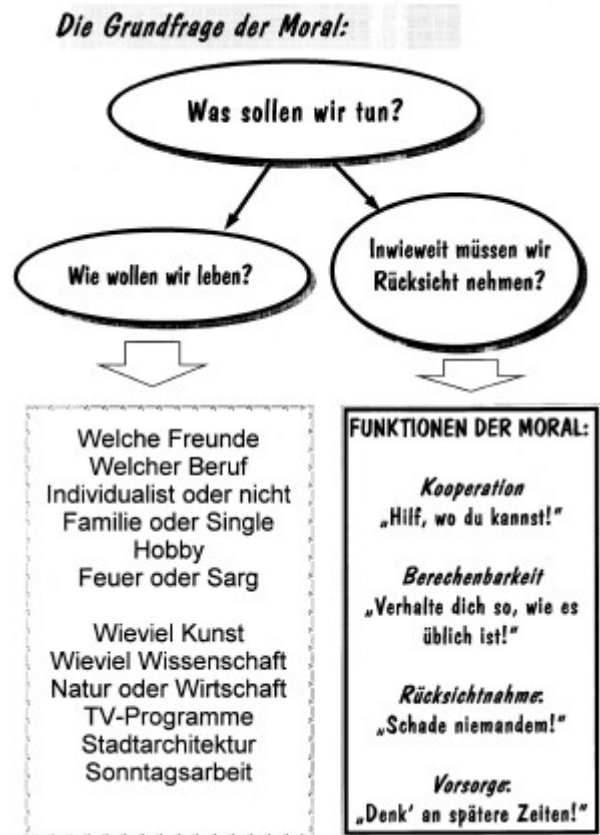 Die Grundfrage der Moral:
Was sollen wir tun?
Wie wollen wir leben?
Inwieweit müssen wir
Rücksicht nehmen?
Welche Freunde
Welcher Beruf
Individualist oder nicht
Familie oder Single
Hobby
Feuer oder Sarg
Wieviel Kunst
Wieviel Wissenschaft
Natur oder Wirtschaft
TV-Programme
Stadtarchitektur
Sonntagsarbeit
FUNKTIONEN DER MORAL:
Kooperation
„Hilf, wo du kannst!"
Berechenbarkeit
„Verhalte dich so, wie es
üblich ist!"
Rücksichtnahme:
„Schade niemandem!"
Vorsorge:
„Denk' an spätere Zeiten!"